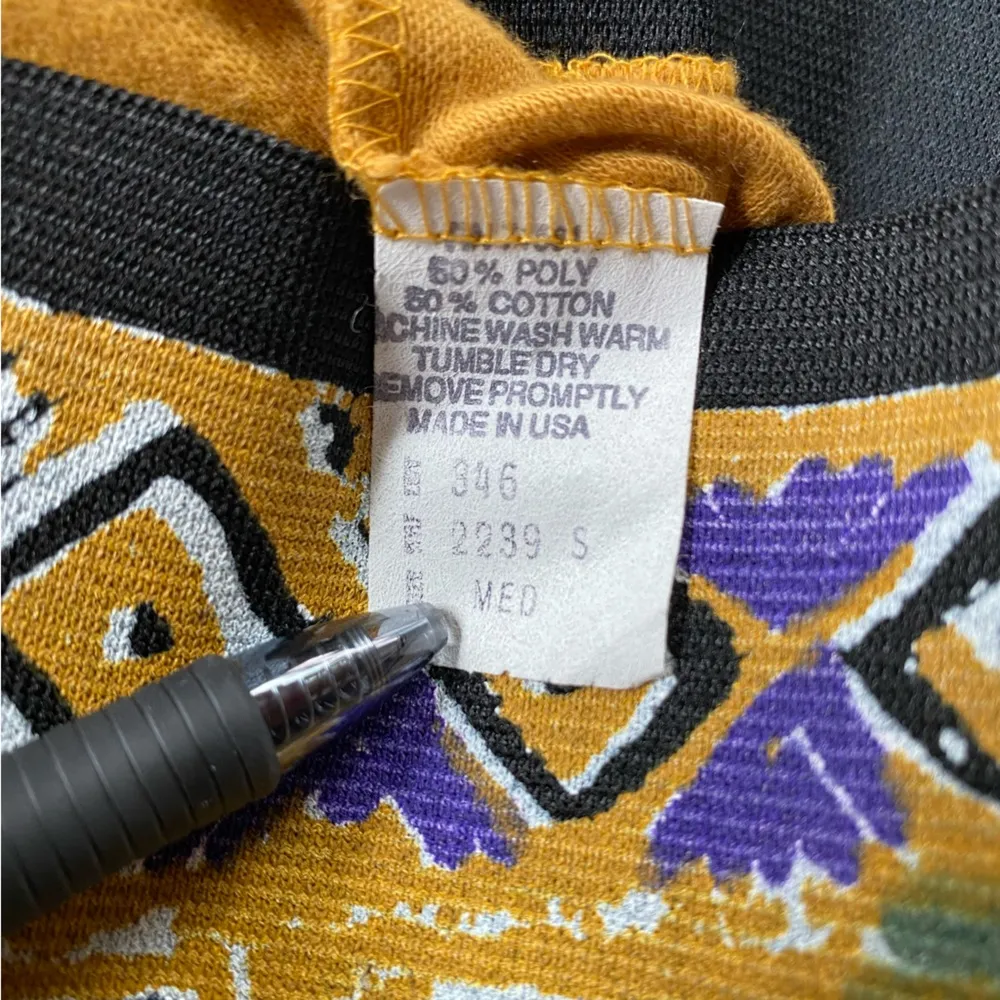 50% POLY
50% COTTON
CHINE WASH WARM
TUMBLE DRY
EMOVE PROMPTLY
MADE IN USA
346
2239 S
MED